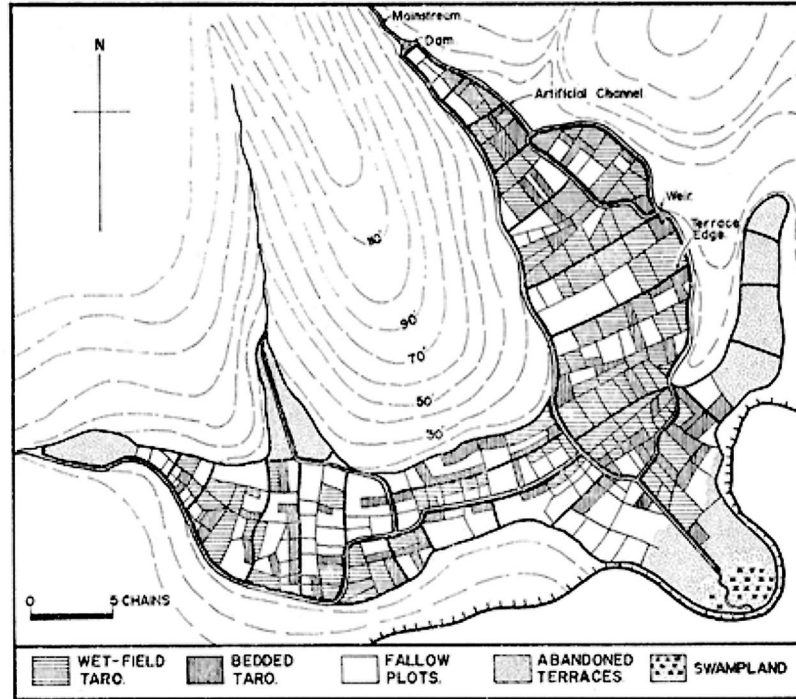 Mainstream
Dam
N
Artificial Channel
Weir
Terrace
Edge.
90'
70'
50'
30'
0 5 CHAINS
WET-FIELD
TARO.
BEDDED
TARO.
FALLOW
PLOTS.
ABANDONED
TERRACES
SWAMPLAND